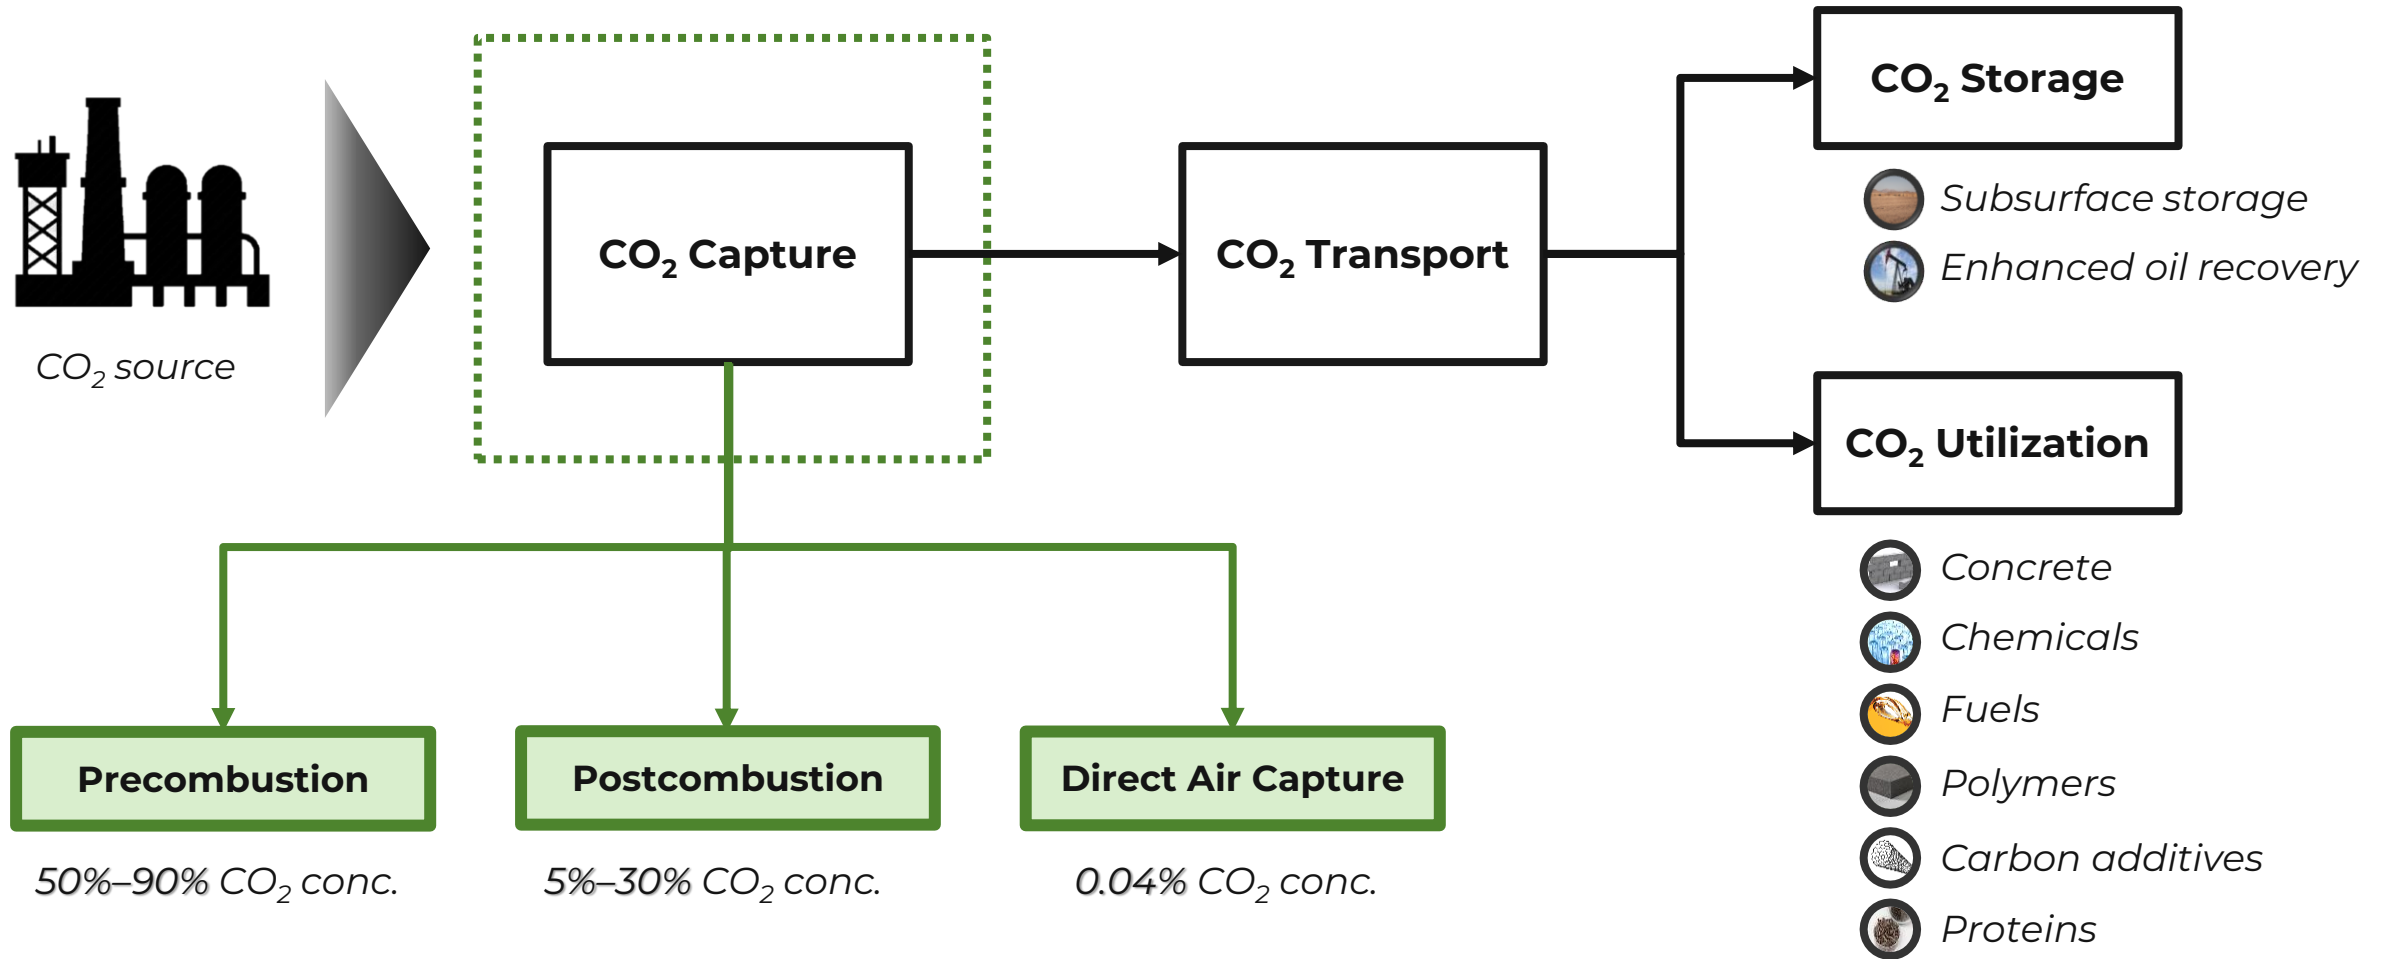 CO₂ source
CO₂ Capture
CO₂ Transport
CO₂ Storage
Subsurface storage
Enhanced oil recovery
CO₂ Utilization
Concrete
Chemicals
Fuels
Polymers
Carbon additives
Proteins
Precombustion
50%–90% CO₂ conc.
Postcombustion
5%–30% CO₂ conc.
Direct Air Capture
0.04% CO₂ conc.